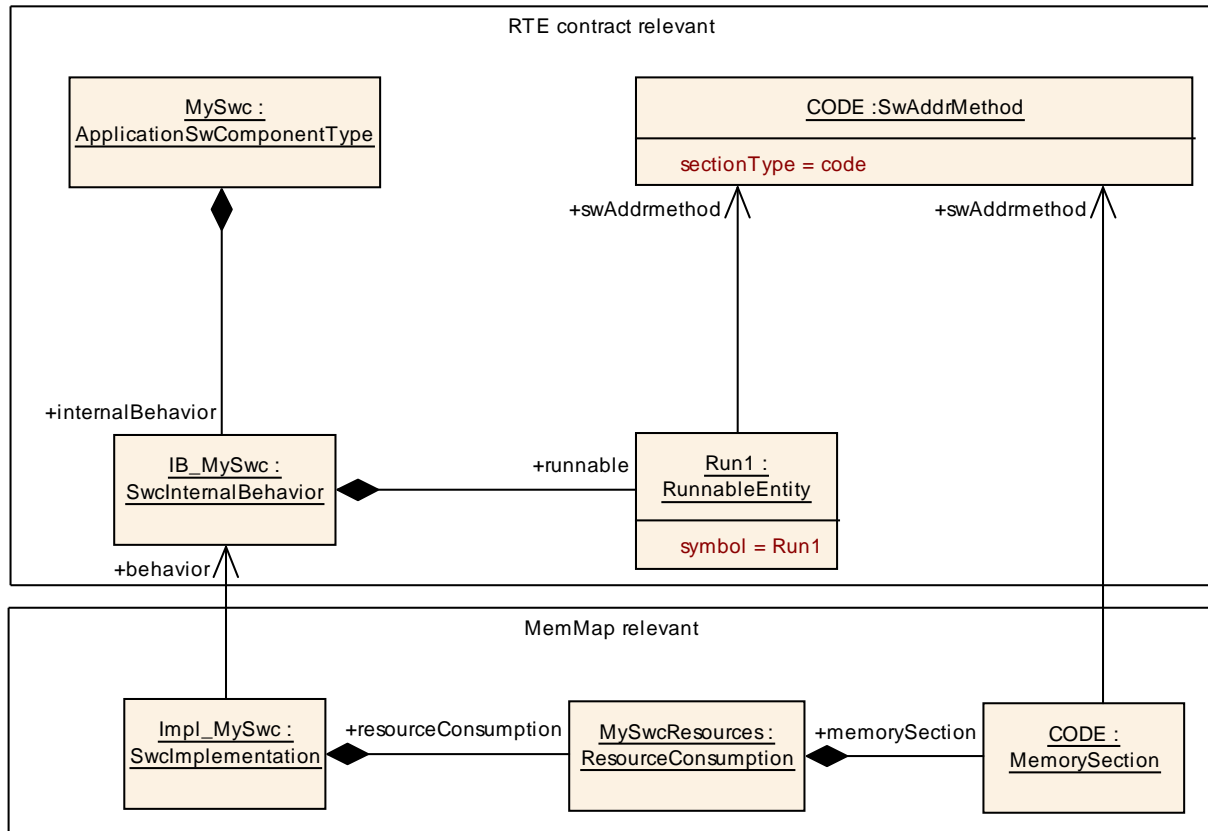 RTE contract relevant
MySwc :
ApplicationSwComponentType
CODE :SwAddrMethod
sectionType = code
+swAddrmethod
+swAddrmethod
+internalBehavior
IB_MySwc :
SwcInternalBehavior
+runnable
Run1 :
RunnableEntity
symbol = Run1
+behavior
MemMap relevant
Impl_MySwc :
SwcImplementation
+resourceConsumption
MySwcResources :
ResourceConsumption
+memorySection
CODE :
MemorySection